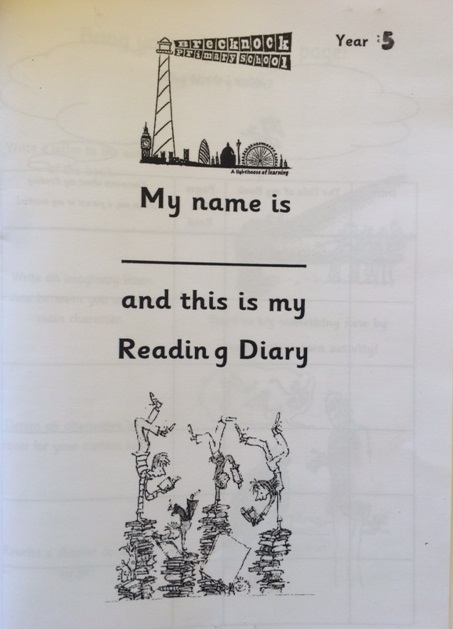 Year :5
Brecknock
Primary School
A lighthouse of learning
My name is
and this is my
Reading Diary